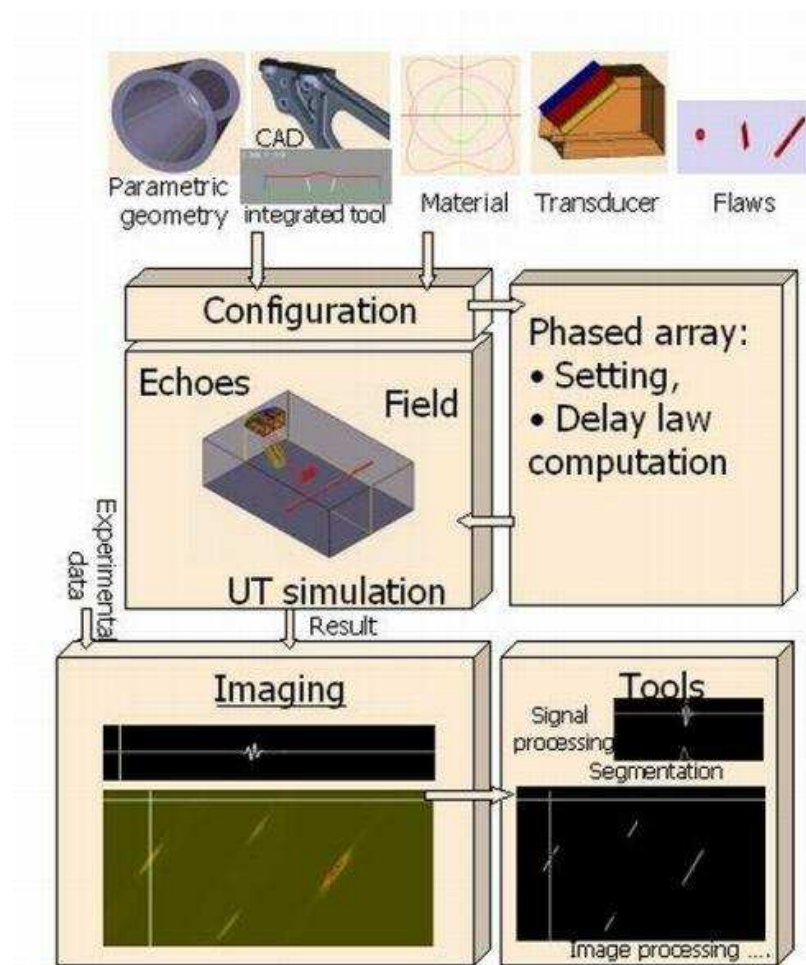 CAD
Parametric
geometry
integrated tool
Material
Transducer
Flaws
Configuration
Phased array:
• Setting,
• Delay law
computation
Echoes
Field
UT simulation
Experimental
data
Result
Imaging
Tools
Signal
processing
Segmentation
Image processing ....